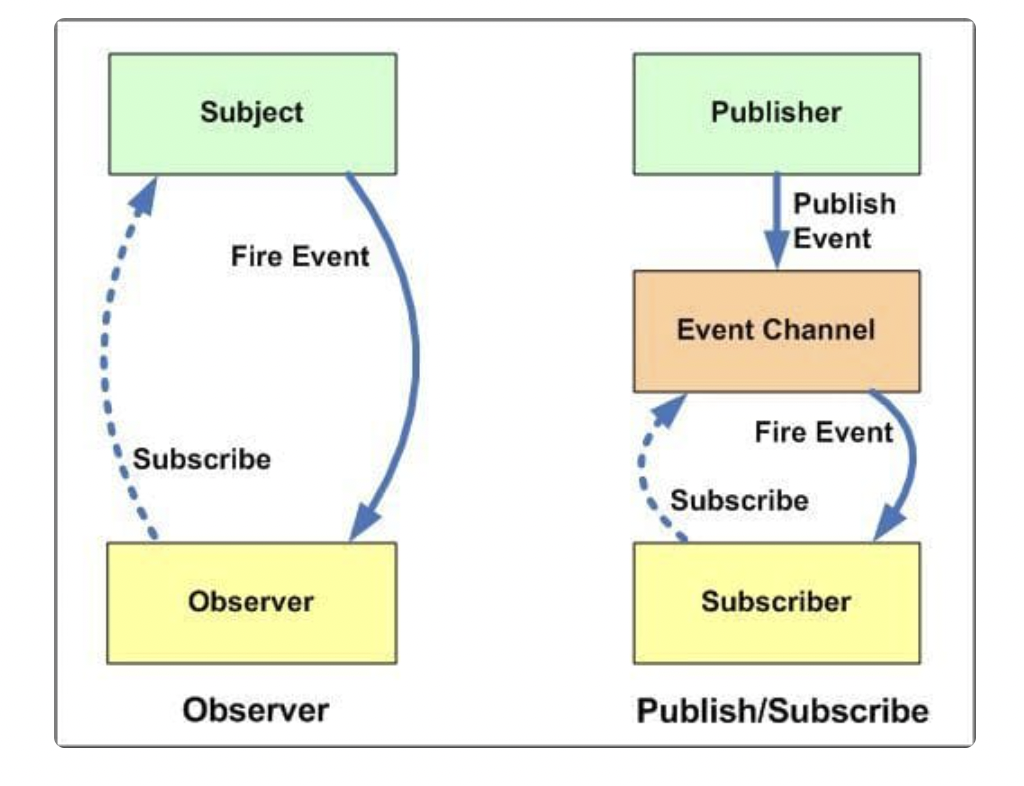 Subject
Fire Event
Subscribe
Observer
Observer
Publisher
Publish
Event
Event Channel
Fire Event
Subscribe
Subscriber
Publish/Subscribe